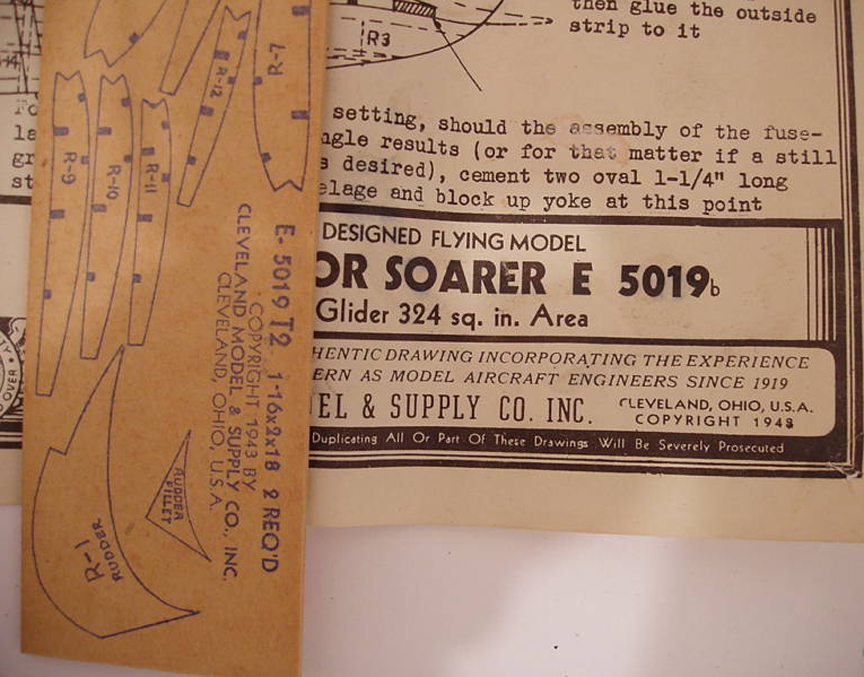 then glue the outside
strip to it
R3
setting, should the assembly of the fuse-
ngle results (or for that matter if a still
s desired), cement two oval 1-1/4" long
elage and block up yoke at this point
DESIGNED FLYING MODEL
OR SOARER E 5019b
Glider 324 sq. in. Area
HENTIC DRAWING INCORPORATING THE EXPERIENCE
ERN AS MODEL AIRCRAFT ENGINEERS SINCE 1919
EL & SUPPLY CO. INC.
CLEVELAND, OHIO, U.S.A.
COPYRIGHT 1943
Duplicating All Or Part Of These Drawings Will Be Severely Prosecuted
R-7
R-12
R-11
R-10
R-9
E-5019 T2 1-16x2x18 2 REQ'D
COPYRIGHT 1943 BY
CLEVELAND MODEL & SUPPLY CO., INC.
CLEVELAND, OHIO, U.S.A.
RUDDER
FILLET
R-1
RUDDER
la
gr
st